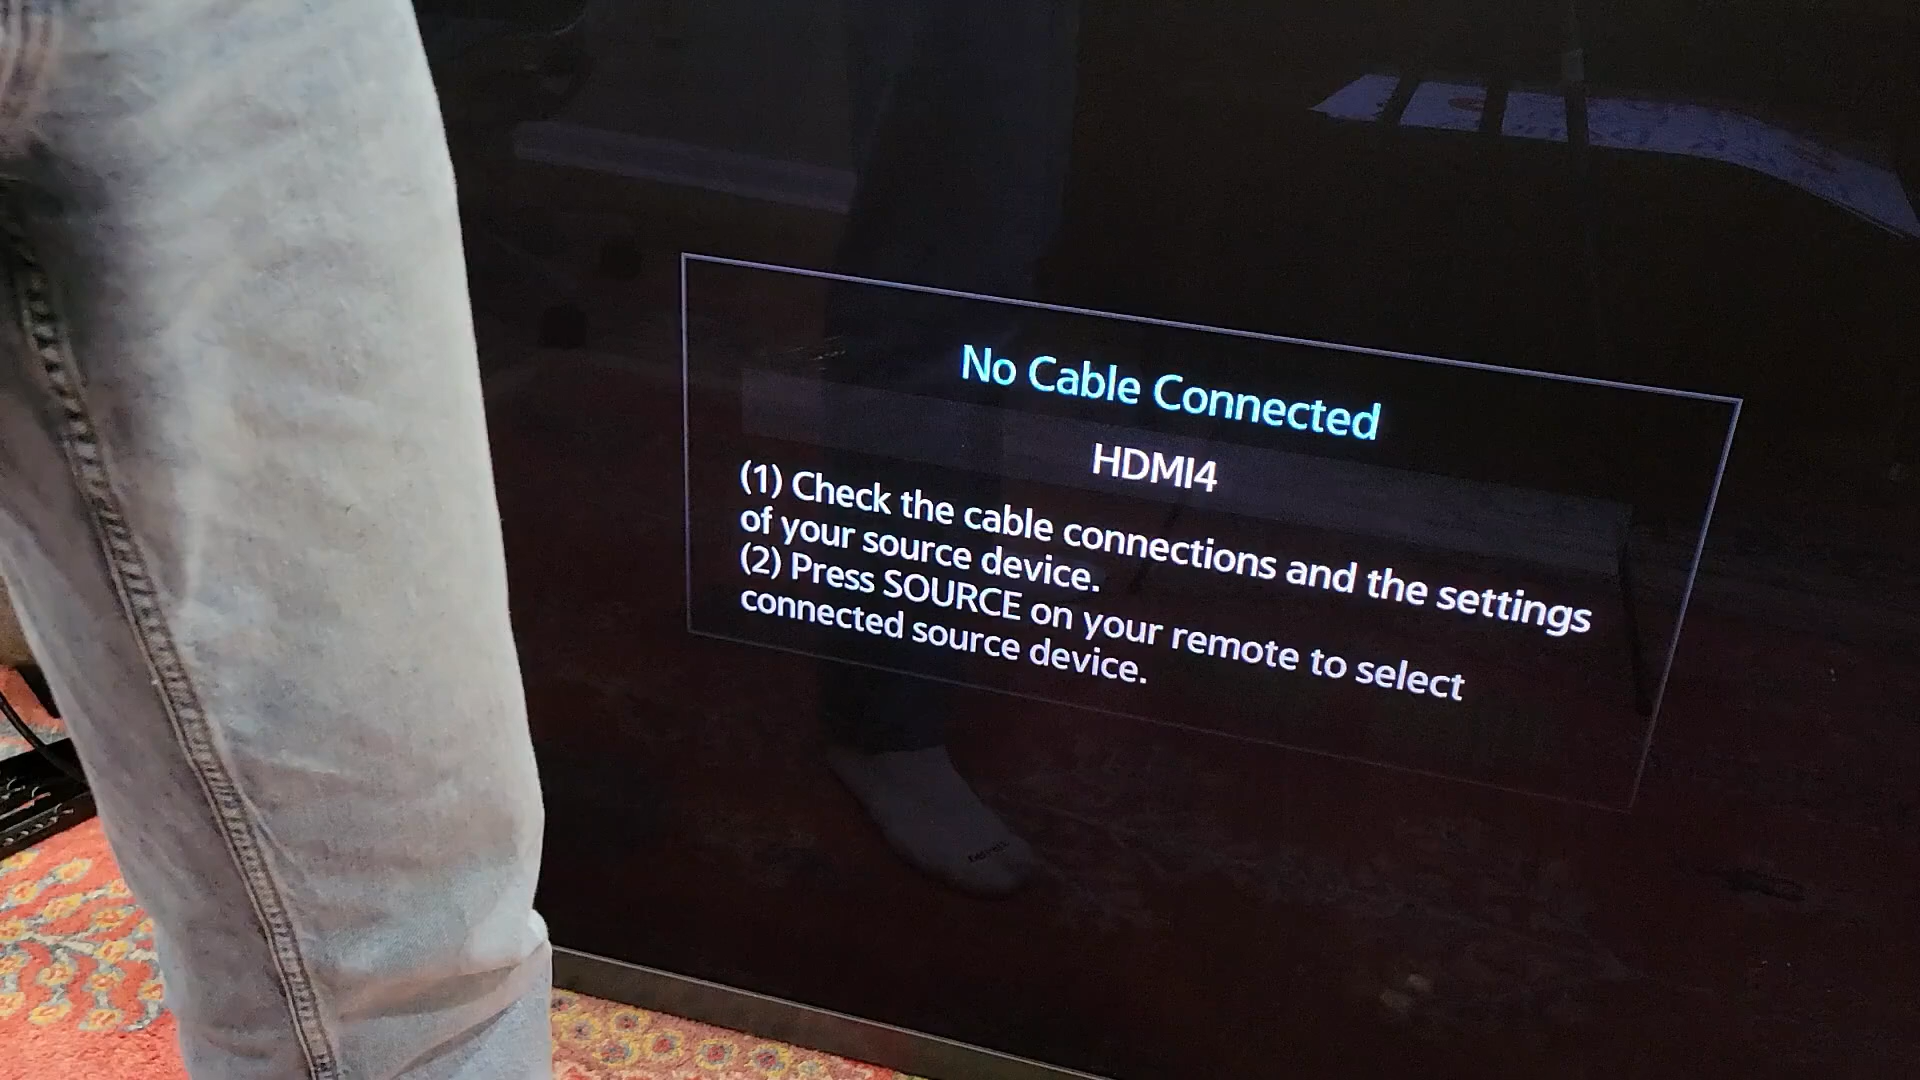 No Cable Connected
HDMI4
(1) Check the cable connections and the settings
of your source device.
(2) Press SOURCE on your remote to select
connected source device.